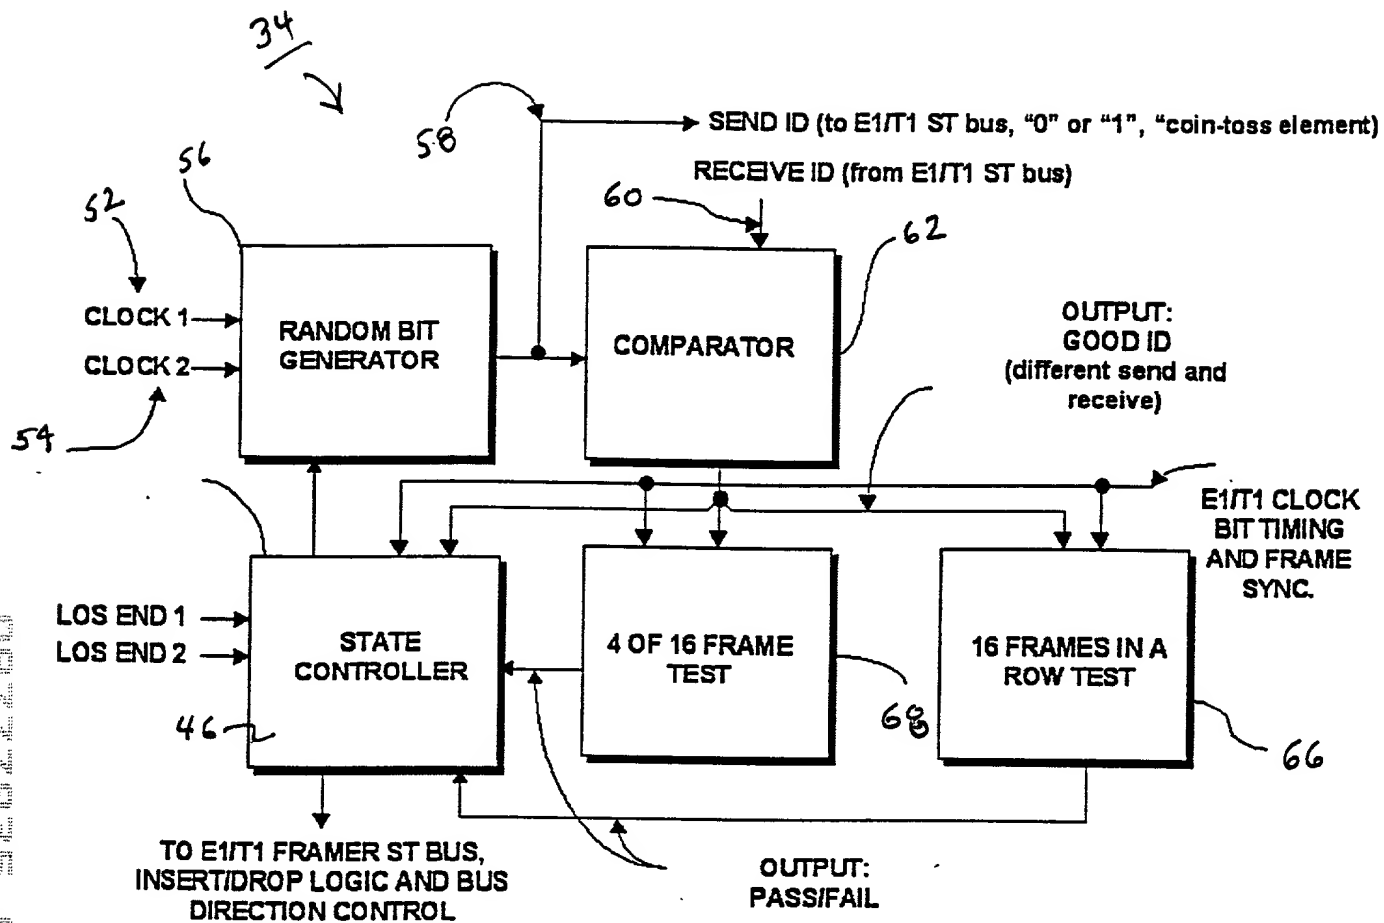 34
58
SEND ID (to E1/T1 ST bus, "0" or "1", "coin-toss element)
RECEIVE ID (from E1/T1 ST bus)
56
52
60
62
CLOCK 1
CLOCK 2
54
RANDOM BIT
GENERATOR
COMPARATOR
OUTPUT:
GOOD ID
(different send and
receive)
E1/T1 CLOCK
BIT TIMING
AND FRAME
SYNC.
LOS END 1
LOS END 2
STATE
CONTROLLER
46
4 OF 16 FRAME
TEST
68
16 FRAMES IN A
ROW TEST
66
TO E1/T1 FRAMER ST BUS,
INSERT/DROP LOGIC AND BUS
DIRECTION CONTROL
OUTPUT:
PASS/FAIL